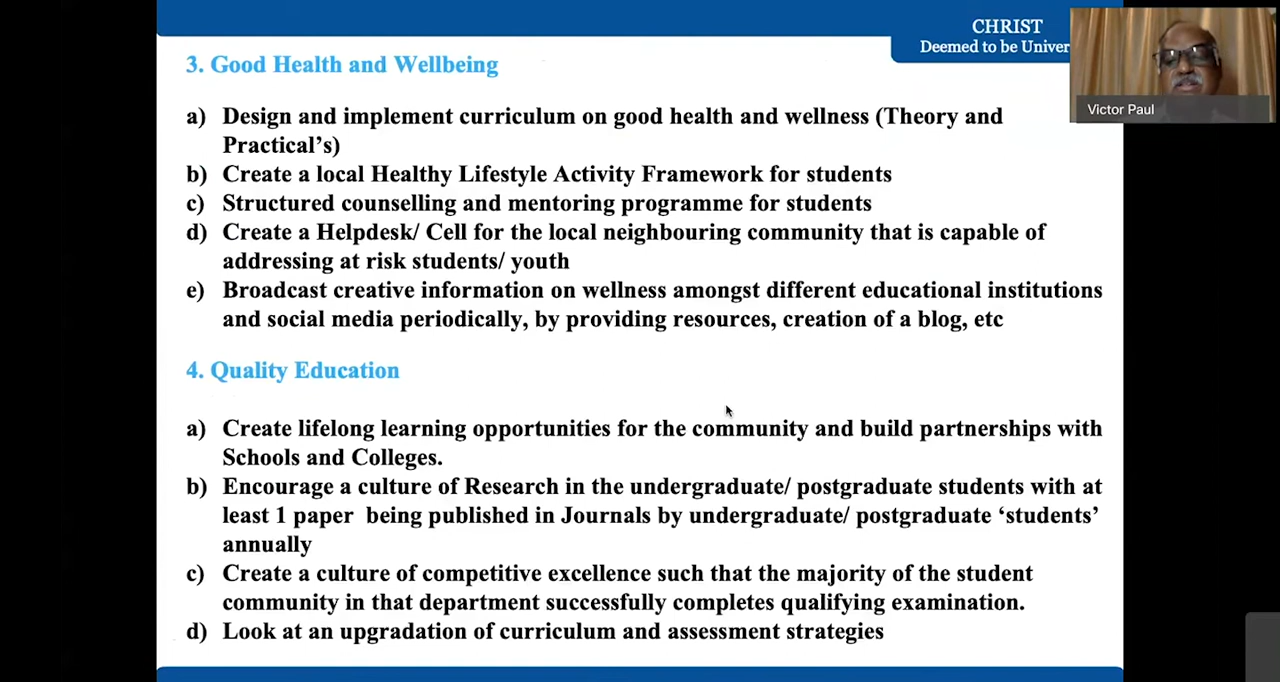 CHRIST
Deemed to be Univer
Victor Paul
3. Good Health and Wellbeing
a) Design and implement curriculum on good health and wellness (Theory and
Practical's)
b) Create a local Healthy Lifestyle Activity Framework for students
c) Structured counselling and mentoring programme for students
d) Create a Helpdesk/ Cell for the local neighbouring community that is capable of
addressing at risk students/ youth
e) Broadcast creative information on wellness amongst different educational institutions
and social media periodically, by providing resources, creation of a blog, etc
4. Quality Education
a) Create lifelong learning opportunities for the community and build partnerships with
Schools and Colleges.
b) Encourage a culture of Research in the undergraduate/ postgraduate students with at
least 1 paper being published in Journals by undergraduate/ postgraduate ‘students’
annually
c) Create a culture of competitive excellence such that the majority of the student
community in that department successfully completes qualifying examination.
d) Look at an upgradation of curriculum and assessment strategies